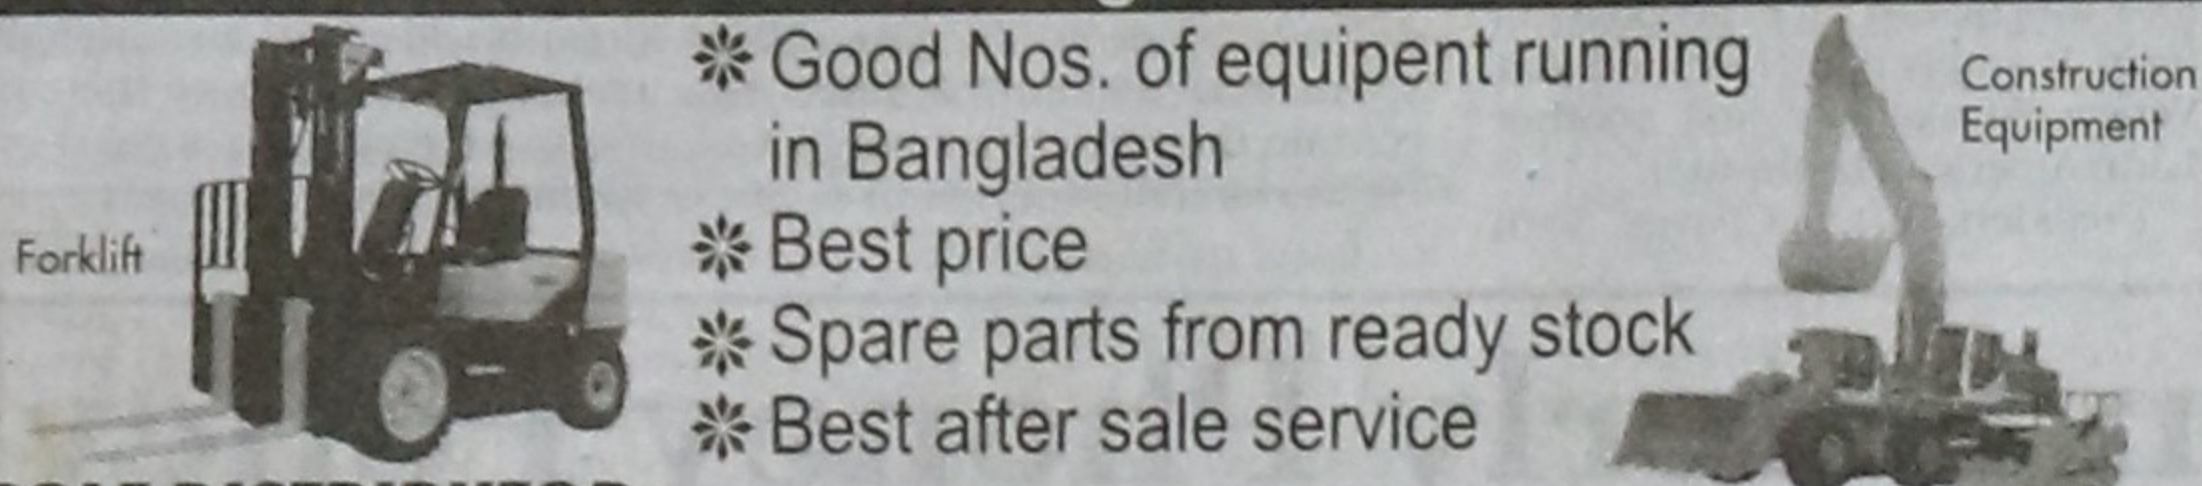 Forklift
❋ Good Nos. of equipent running
in Bangladesh
❋ Best price
❋ Spare parts from ready stock
❋ Best after sale service
Construction
Equipment